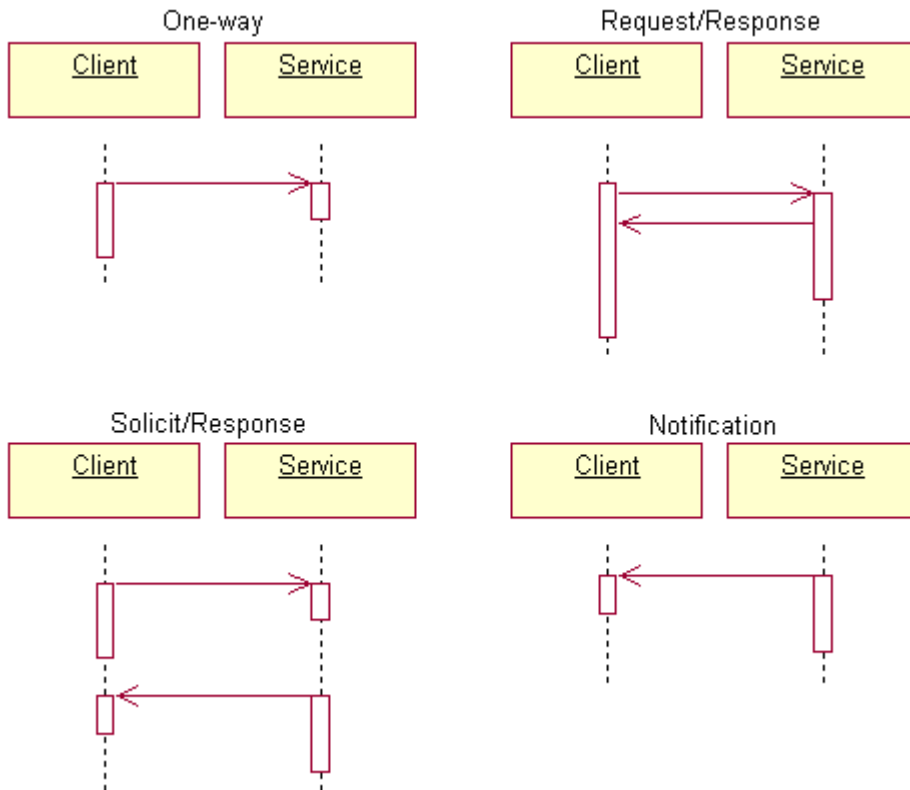 One-way
Client
Service
Request/Response
Client
Service
Solicit/Response
Client
Service
Notification
Client
Service